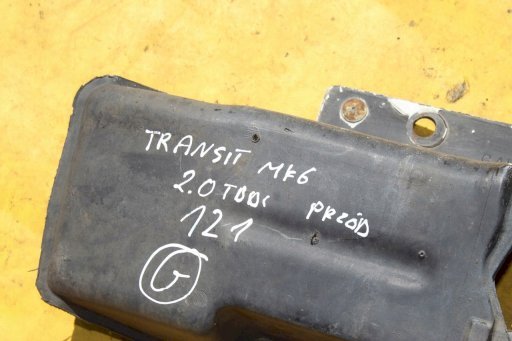 TRANSIT MK6
2.0 TDDI PRZÓD
121
G